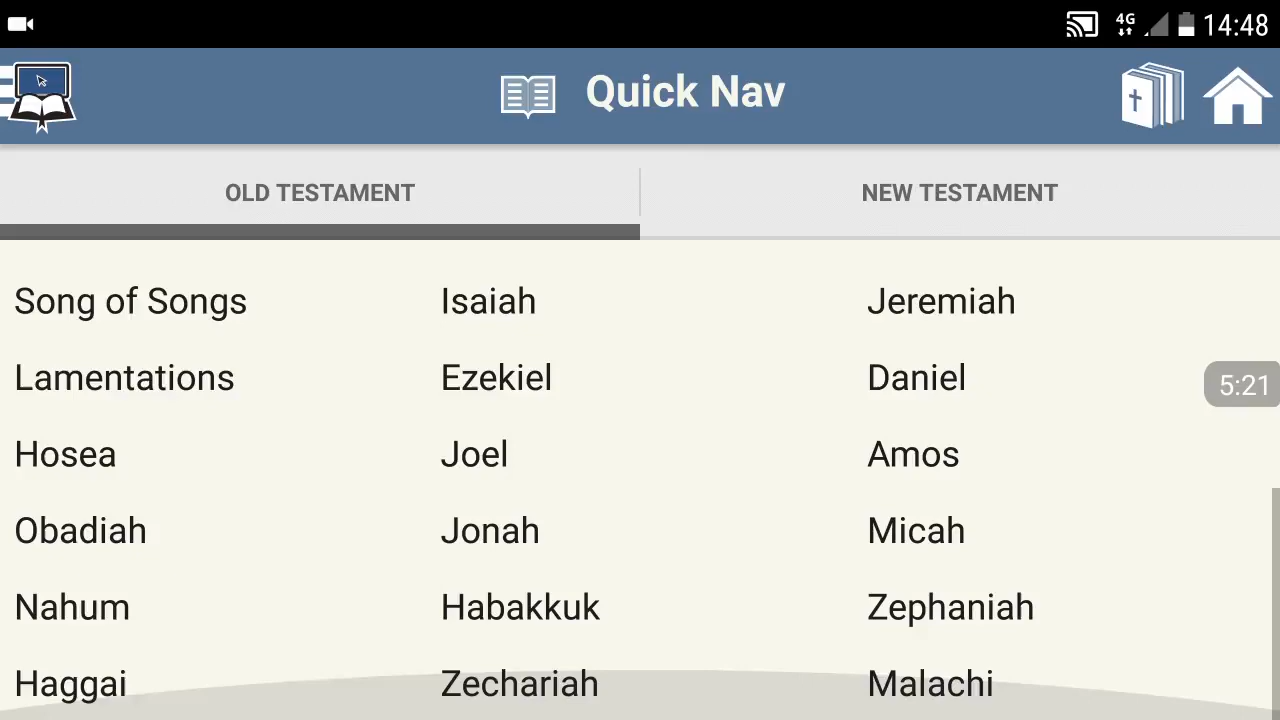 4G 14:48
Quick Nav
OLD TESTAMENT NEW TESTAMENT
Song of Songs Isaiah Jeremiah
Lamentations Ezekiel Daniel
5:21
Hosea Joel Amos
Obadiah Jonah Micah
Nahum Habakkuk Zephaniah
Haggai Zechariah Malachi